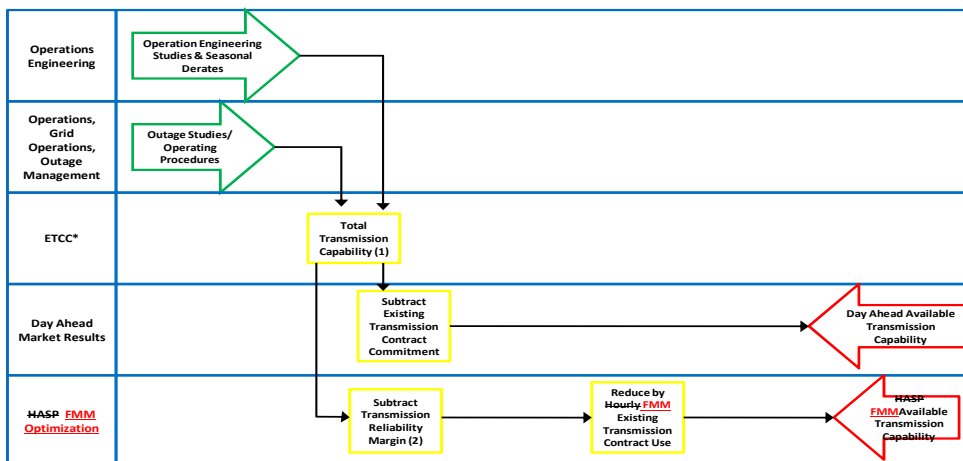 Operations
Engineering
Operation Engineering
Studies & Seasonal
Derates
Operations,
Grid
Operations,
Outage
Management
Outage Studies/
Operating
Procedures
ETCC*
Total
Transmission
Capability (1)
Day Ahead
Market Results
Subtract
Existing
Transmission
Contract
Commitment
Day Ahead Available
Transmission
Capability
HASP FMM
Optimization
Subtract
Transmission
Reliability
Margin (2)
Reduce by
Hourly FMM
Existing
Transmission
Contract Use
HASP
FMMAvailable
Transmission
Capability